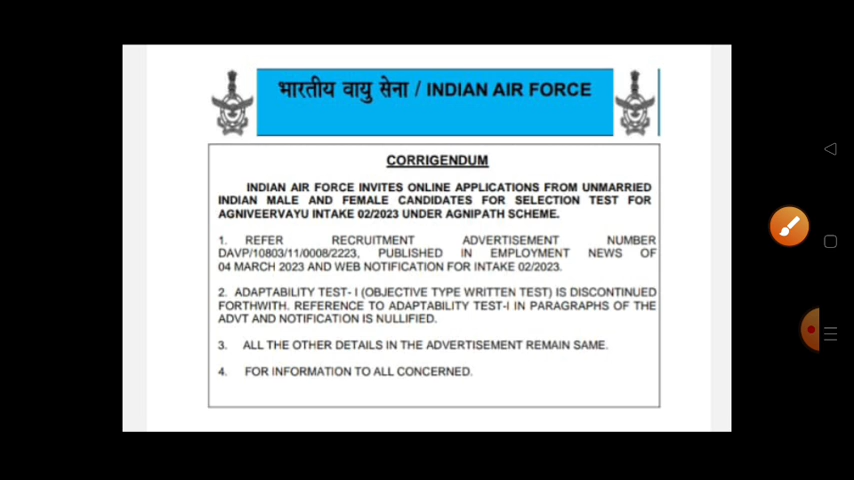 भारतीय वायु सेना / INDIAN AIR FORCE
CORRIGENDUM
INDIAN AIR FORCE INVITES ONLINE APPLICATIONS FROM UNMARRIED
INDIAN MALE AND FEMALE CANDIDATES FOR SELECTION TEST FOR
AGNIVEERVAYU INTAKE 02/2023 UNDER AGNIPATH SCHEME.
1. REFER RECRUITMENT ADVERTISEMENT NUMBER
DAVP/10803/11/0008/2223, PUBLISHED IN EMPLOYMENT NEWS OF
04 MARCH 2023 AND WEB NOTIFICATION FOR INTAKE 02/2023.
2. ADAPTABILITY TEST- I (OBJECTIVE TYPE WRITTEN TEST) IS DISCONTINUED
FORTHWITH. REFERENCE TO ADAPTABILITY TEST-I IN PARAGRAPHS OF THE
ADVT AND NOTIFICATION IS NULLIFIED.
3. ALL THE OTHER DETAILS IN THE ADVERTISEMENT REMAIN SAME.
4. FOR INFORMATION TO ALL CONCERNED.